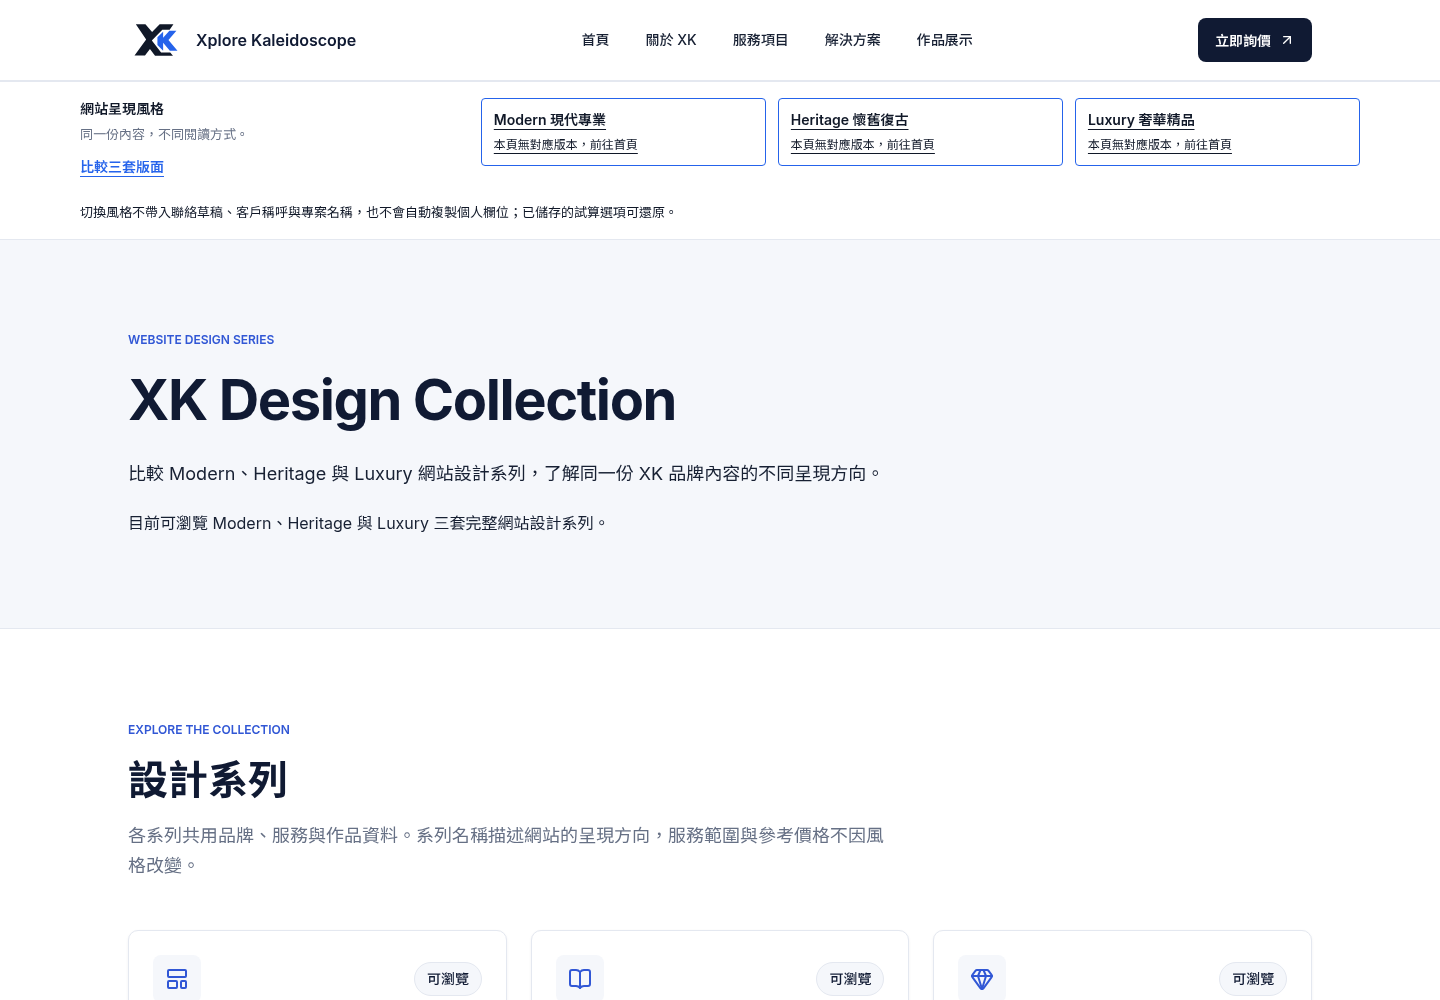 XK
Xplore Kaleidoscope
首頁
關於 XK
服務項目
解決方案
作品展示
立即詢價
網站呈現風格
同一份內容，不同閱讀方式。
比較三套版面
Modern 現代專業
本頁無對應版本，前往首頁
Heritage 懷舊復古
本頁無對應版本，前往首頁
Luxury 奢華精品
本頁無對應版本，前往首頁
切換風格不帶入聯絡草稿、客戶稱呼與專案名稱，也不會自動複製個人欄位；已儲存的試算選項可還原。
WEBSITE DESIGN SERIES
XK Design Collection
比較 Modern、Heritage 與 Luxury 網站設計系列，了解同一份 XK 品牌內容的不同呈現方向。
目前可瀏覽 Modern、Heritage 與 Luxury 三套完整網站設計系列。
EXPLORE THE COLLECTION
設計系列
各系列共用品牌、服務與作品資料。系列名稱描述網站的呈現方向，服務範圍與參考價格不因風
格改變。
可瀏覽
可瀏覽
可瀏覽